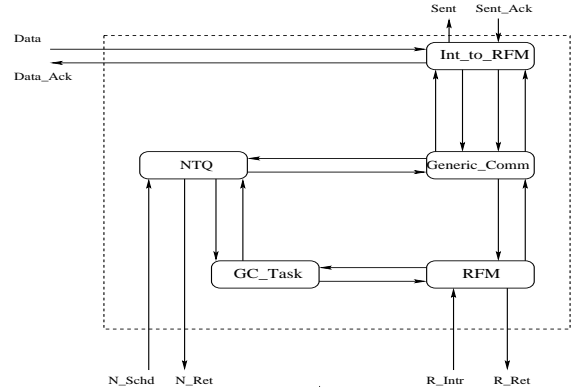 Sent Sent_Ack
Data
Int_to_RFM
Data_Ack
NTQ
Generic_Comm
GC_Task
RFM
N_Schd N_Ret R_Intr R_Ret